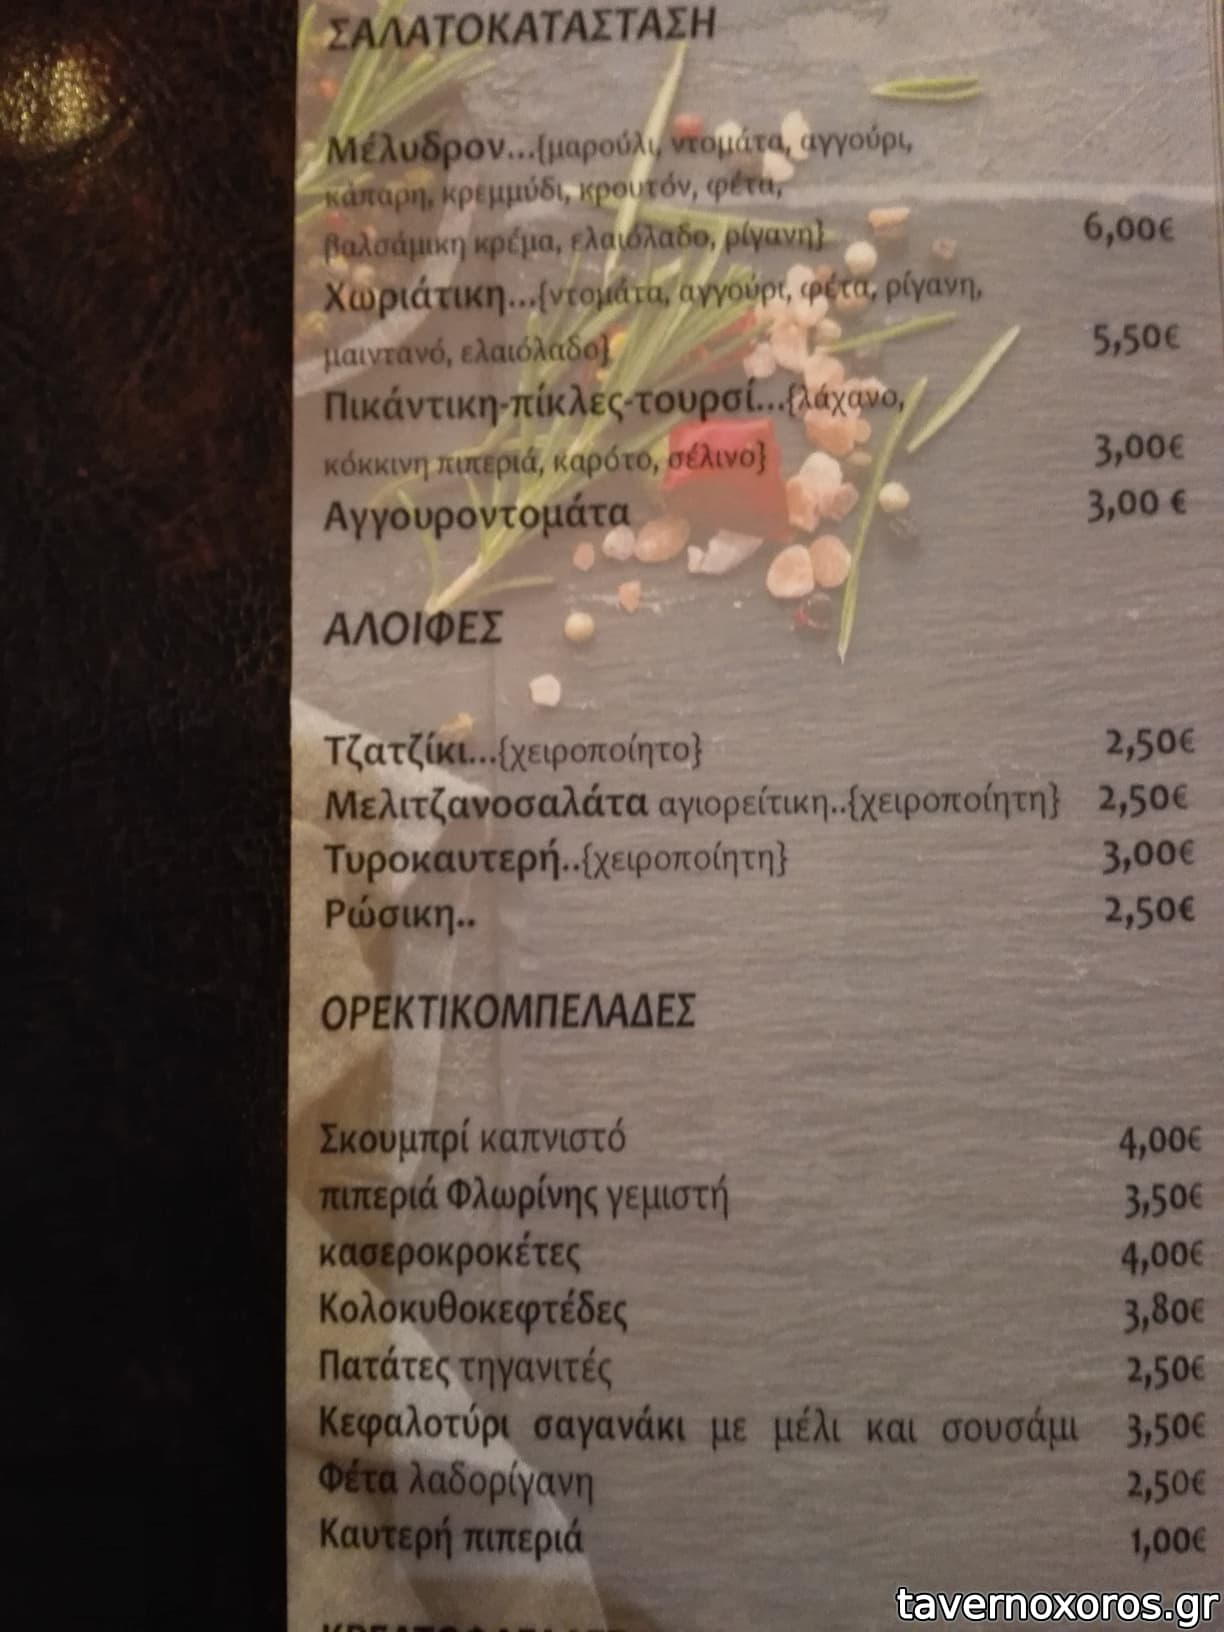 ΣΑΛΑΤΟΚΑΤΑΣΤΑΣΗ
Μέλυδρον...{μαρούλι, ντομάτα, αγγούρι,
κάπαρη, κρεμμύδι, κρουτόν, φέτα,
βαλσάμικη κρέμα, ελαιόλαδο, ρίγανη} 6,00€
Χωριάτικη...{ντομάτα, αγγούρι, φέτα, ρίγανη,
μαιντανό, ελαιόλαδο} 5,50€
Πικάντικη-πίκλες-τουρσί...{λάχανο,
κόκκινη πιπεριά, καρότο, σέλινο} 3,00€
Αγγουροντομάτα 3,00 €
ΑΛΟΙΦΕΣ
Τζατζίκι...{χειροποίητο} 2,50€
Μελιτζανοσαλάτα αγιορείτικη..{χειροποίητη} 2,50€
Τυροκαυτερή..{χειροποίητη} 3,00€
Ρώσικη.. 2,50€
ΟΡΕΚΤΙΚΟΜΠΕΛΑΔΕΣ
Σκουμπρί καπνιστό 4,00€
πιπεριά Φλωρίνης γεμιστή 3,50€
κασεροκροκέτες 4,00€
Κολοκυθοκεφτέδες 3,80€
Πατάτες τηγανιτές 2,50€
Κεφαλοτύρι σαγανάκι με μέλι και σουσάμι 3,50€
Φέτα λαδορίγανη 2,50€
Καυτερή πιπεριά 1,00€
tavernoxoros.gr